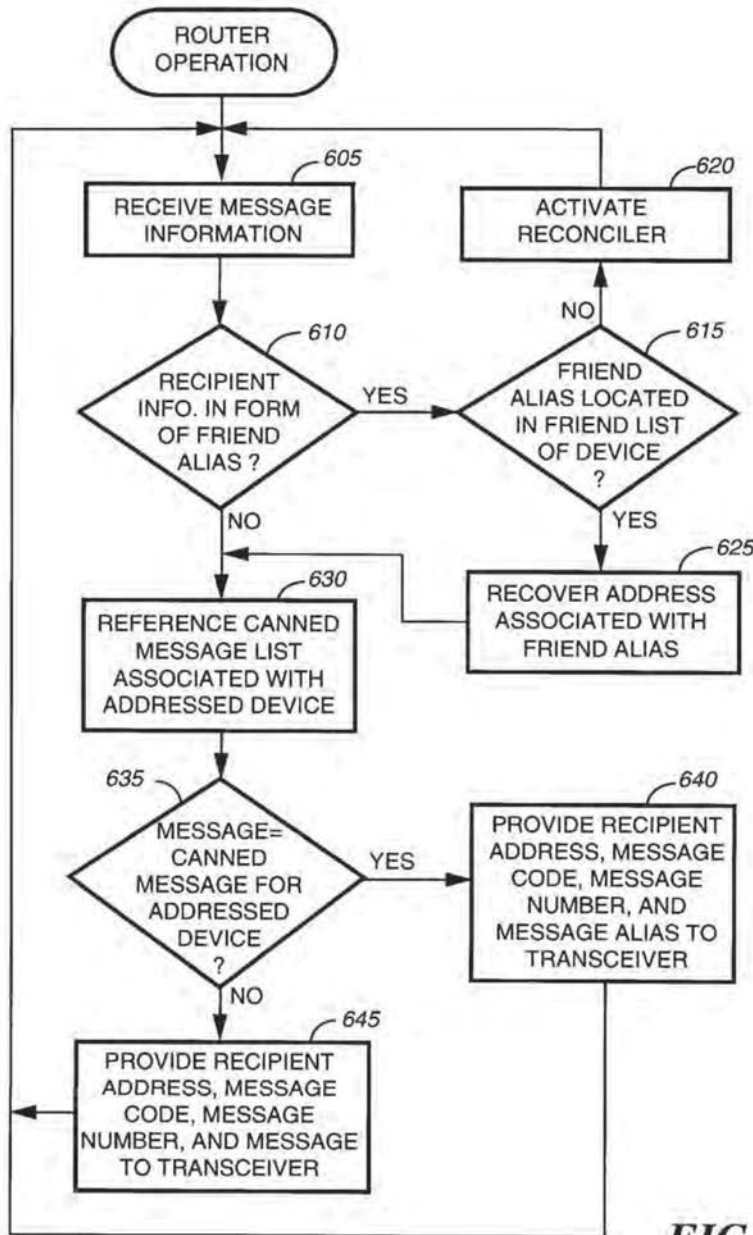 ROUTER
OPERATION
605
RECEIVE MESSAGE
INFORMATION
620
ACTIVATE
RECONCILER
610
RECIPIENT
INFO. IN FORM
OF FRIEND
ALIAS ?
YES
NO
NO
615
FRIEND
ALIAS LOCATED
IN FRIEND LIST
OF DEVICE
?
YES
625
RECOVER ADDRESS
ASSOCIATED WITH
FRIEND ALIAS
630
REFERENCE CANNED
MESSAGE LIST
ASSOCIATED WITH
ADDRESSED DEVICE
635
MESSAGE=
CANNED
MESSAGE FOR
ADDRESSED
DEVICE
?
YES
NO
640
PROVIDE RECIPIENT
ADDRESS, MESSAGE
CODE, MESSAGE
NUMBER, AND
MESSAGE ALIAS TO
TRANSCEIVER
645
PROVIDE RECIPIENT
ADDRESS, MESSAGE
CODE, MESSAGE
NUMBER, AND MESSAGE
TO TRANSCEIVER